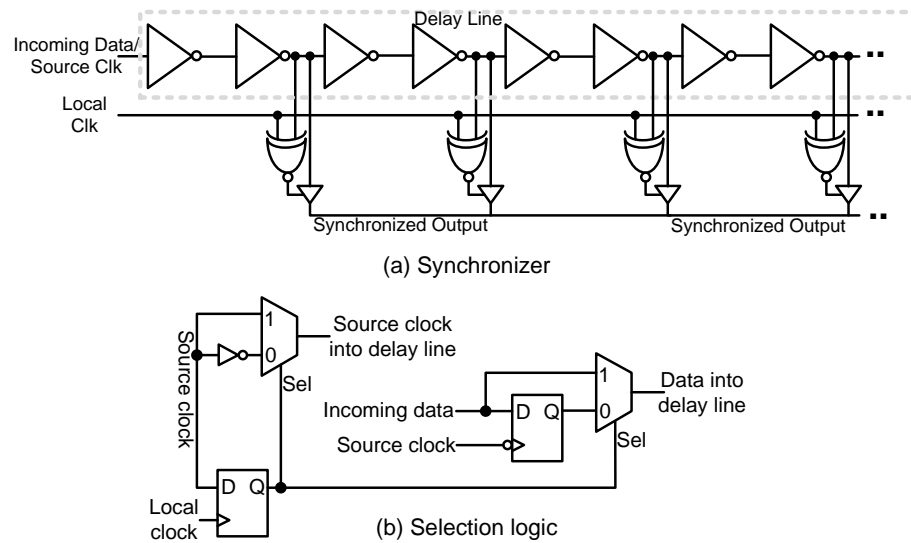 Delay Line
Incoming Data/
Source Clk
Local
Clk
Synchronized Output
Synchronized Output
(a) Synchronizer
1
0
Source clock
into delay line
Sel
Source clock
Incoming data
Source clock
D Q
1
0
Data into
delay line
Sel
D Q
Local
clock
(b) Selection logic